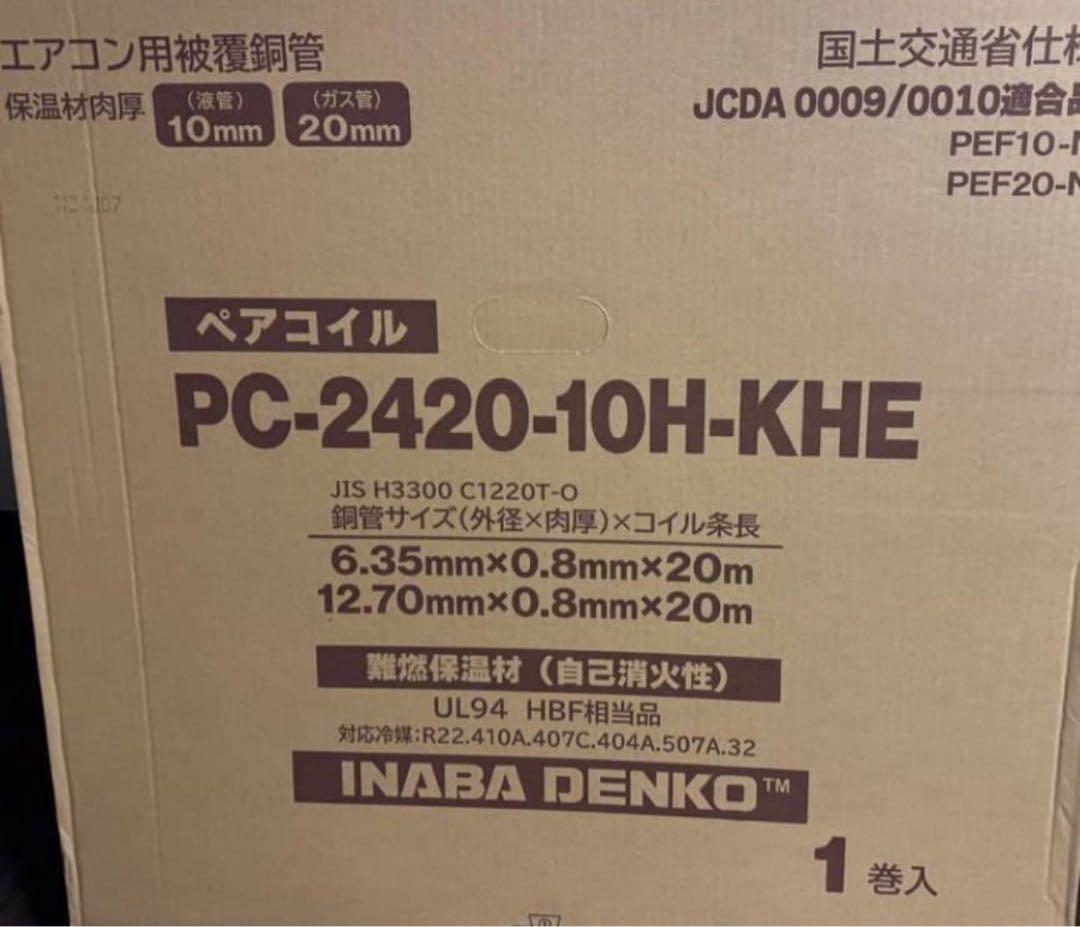 エアコン用被覆銅管
保温材肉厚 (液管) 10mm (ガス管) 20mm
国土交通省仕様
JCDA 0009/0010適合品
PEF10-N
PEF20-N
ペアコイル
PC-2420-10H-KHE
JIS H3300 C1220T-O
銅管サイズ(外径×肉厚)×コイル条長
6.35mm×0.8mm×20m
12.70mm×0.8mm×20m
難燃保温材(自己消火性)
UL94 HBF相当品
対応冷媒:R22.410A.407C.404A.507A.32
INABA DENKO™
1巻入